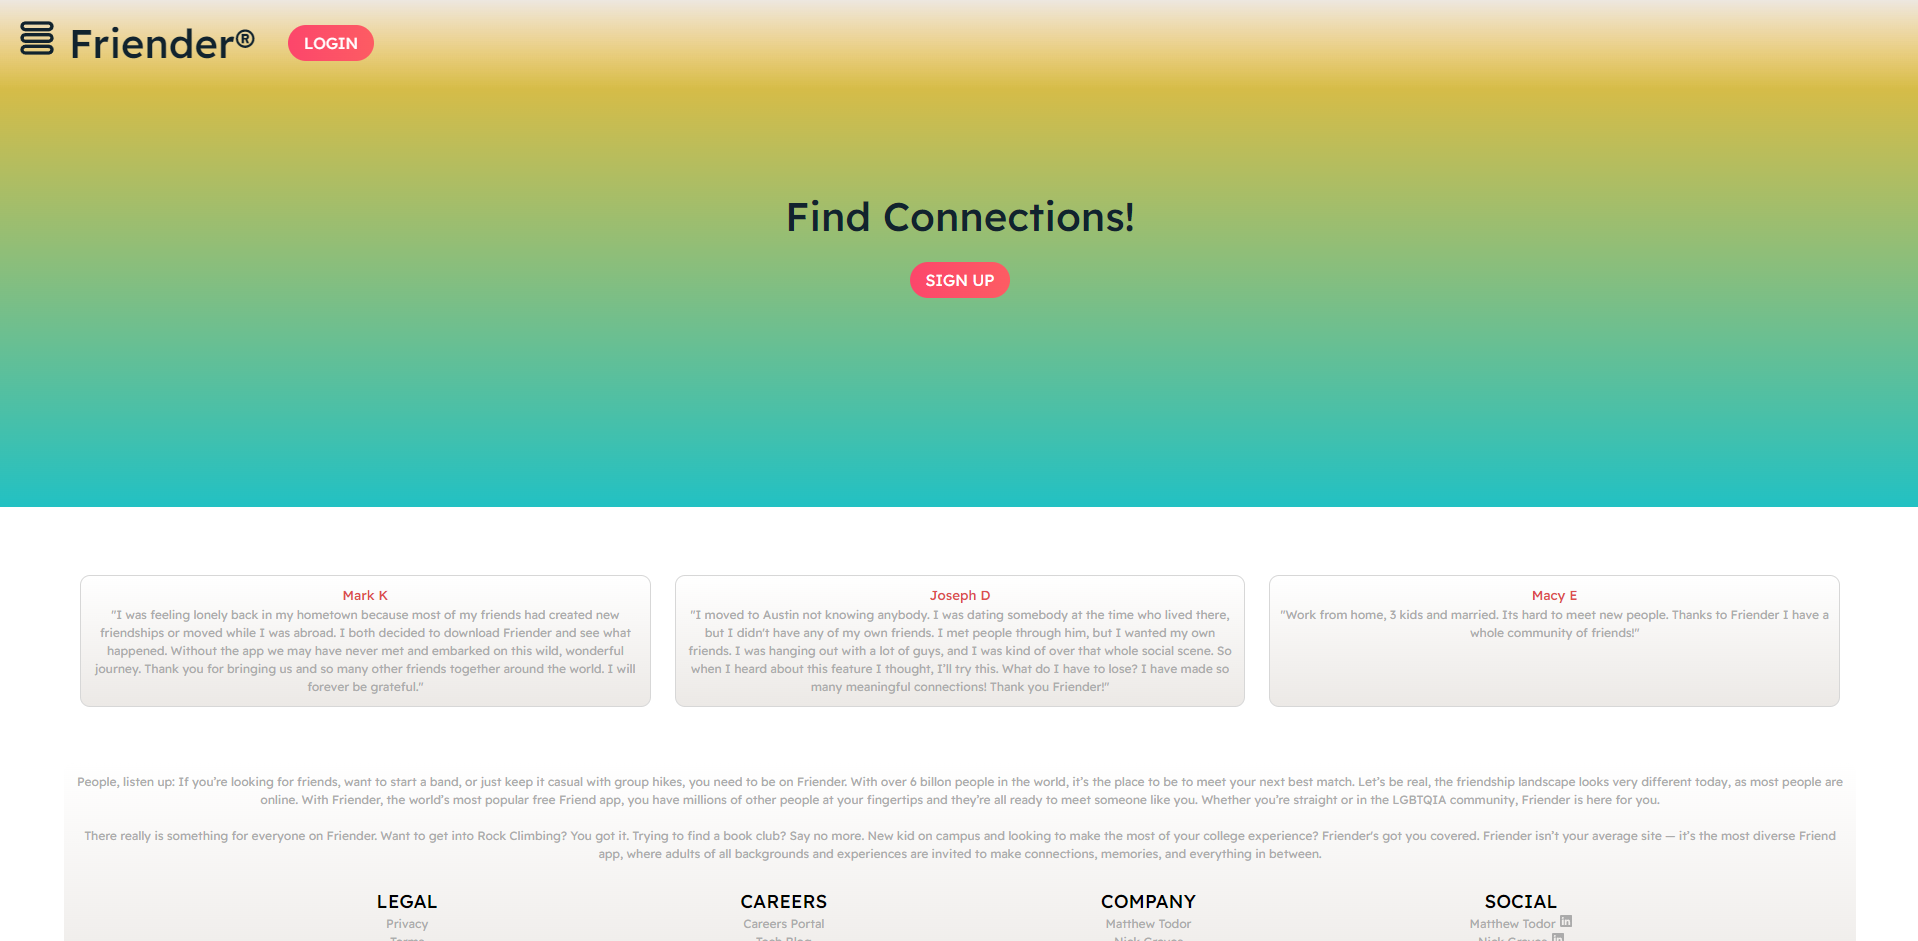 Friender®
LOGIN
Find Connections!
SIGN UP
Mark K
"I was feeling lonely back in my hometown because most of my friends had created new
friendships or moved while I was abroad. I both decided to download Friender and see what
happened. Without the app we may have never met and embarked on this wild, wonderful
journey. Thank you for bringing us and so many other friends together around the world. I will
forever be grateful."
Joseph D
"I moved to Austin not knowing anybody. I was dating somebody at the time who lived there,
but I didn't have any of my own friends. I met people through him, but I wanted my own
friends. I was hanging out with a lot of guys, and I was kind of over that whole social scene. So
when I heard about this feature I thought, I'll try this. What do I have to lose? I have made so
many meaningful connections! Thank you Friender!"
Macy E
"Work from home, 3 kids and married. Its hard to meet new people. Thanks to Friender I have a
whole community of friends!"
People, listen up: If you’re looking for friends, want to start a band, or just keep it casual with group hikes, you need to be on Friender. With over 6 billon people in the world, it’s the place to be to meet your next best match. Let’s be real, the friendship landscape looks very different today, as most people are
online. With Friender, the world’s most popular free Friend app, you have millions of other people at your fingertips and they’re all ready to meet someone like you. Whether you’re straight or in the LGBTQIA community, Friender is here for you.
There really is something for everyone on Friender. Want to get into Rock Climbing? You got it. Trying to find a book club? Say no more. New kid on campus and looking to make the most of your college experience? Friender's got you covered. Friender isn’t your average site — it’s the most diverse Friend
app, where adults of all backgrounds and experiences are invited to make connections, memories, and everything in between.
LEGAL
Privacy
Terms
CAREERS
Careers Portal
Tech Blog
COMPANY
Matthew Todor
Nick Graves
SOCIAL
Matthew Todor
Nick Graves